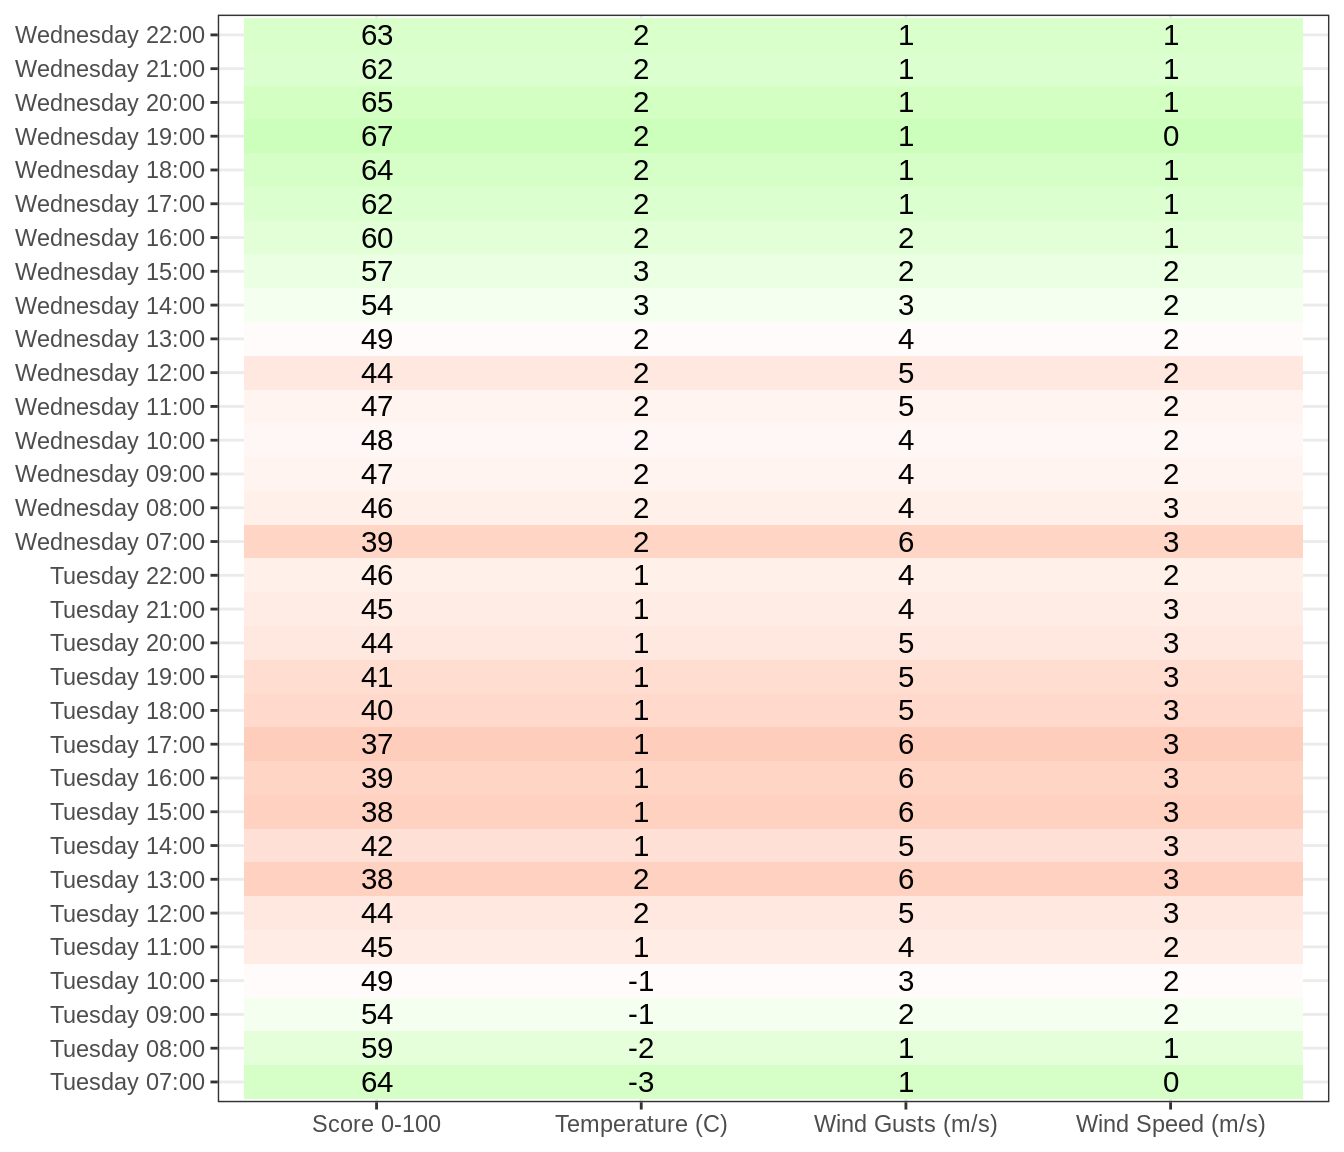 Wednesday 22:00 63 2 1 1
Wednesday 21:00 62 2 1 1
Wednesday 20:00 65 2 1 1
Wednesday 19:00 67 2 1 0
Wednesday 18:00 64 2 1 1
Wednesday 17:00 62 2 1 1
Wednesday 16:00 60 2 2 1
Wednesday 15:00 57 3 2 2
Wednesday 14:00 54 3 3 2
Wednesday 13:00 49 2 4 2
Wednesday 12:00 44 2 5 2
Wednesday 11:00 47 2 5 2
Wednesday 10:00 48 2 4 2
Wednesday 09:00 47 2 4 2
Wednesday 08:00 46 2 4 3
Wednesday 07:00 39 2 6 3
Tuesday 22:00 46 1 4 2
Tuesday 21:00 45 1 4 3
Tuesday 20:00 44 1 5 3
Tuesday 19:00 41 1 5 3
Tuesday 18:00 40 1 5 3
Tuesday 17:00 37 1 6 3
Tuesday 16:00 39 1 6 3
Tuesday 15:00 38 1 6 3
Tuesday 14:00 42 1 5 3
Tuesday 13:00 38 2 6 3
Tuesday 12:00 44 2 5 3
Tuesday 11:00 45 1 4 2
Tuesday 10:00 49 -1 3 2
Tuesday 09:00 54 -1 2 2
Tuesday 08:00 59 -2 1 1
Tuesday 07:00 64 -3 1 0
Score 0-100 Temperature (C) Wind Gusts (m/s) Wind Speed (m/s)